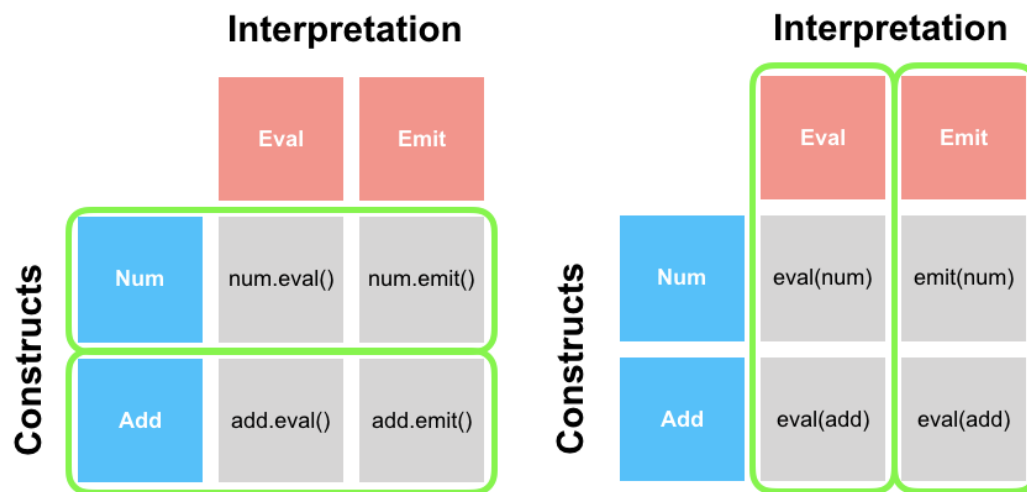 Interpretation
Eval Emit
Constructs
Num num.eval() num.emit()
Add add.eval() add.emit()
Interpretation
Eval Emit
Constructs
Num eval(num) emit(num)
Add eval(add) eval(add)